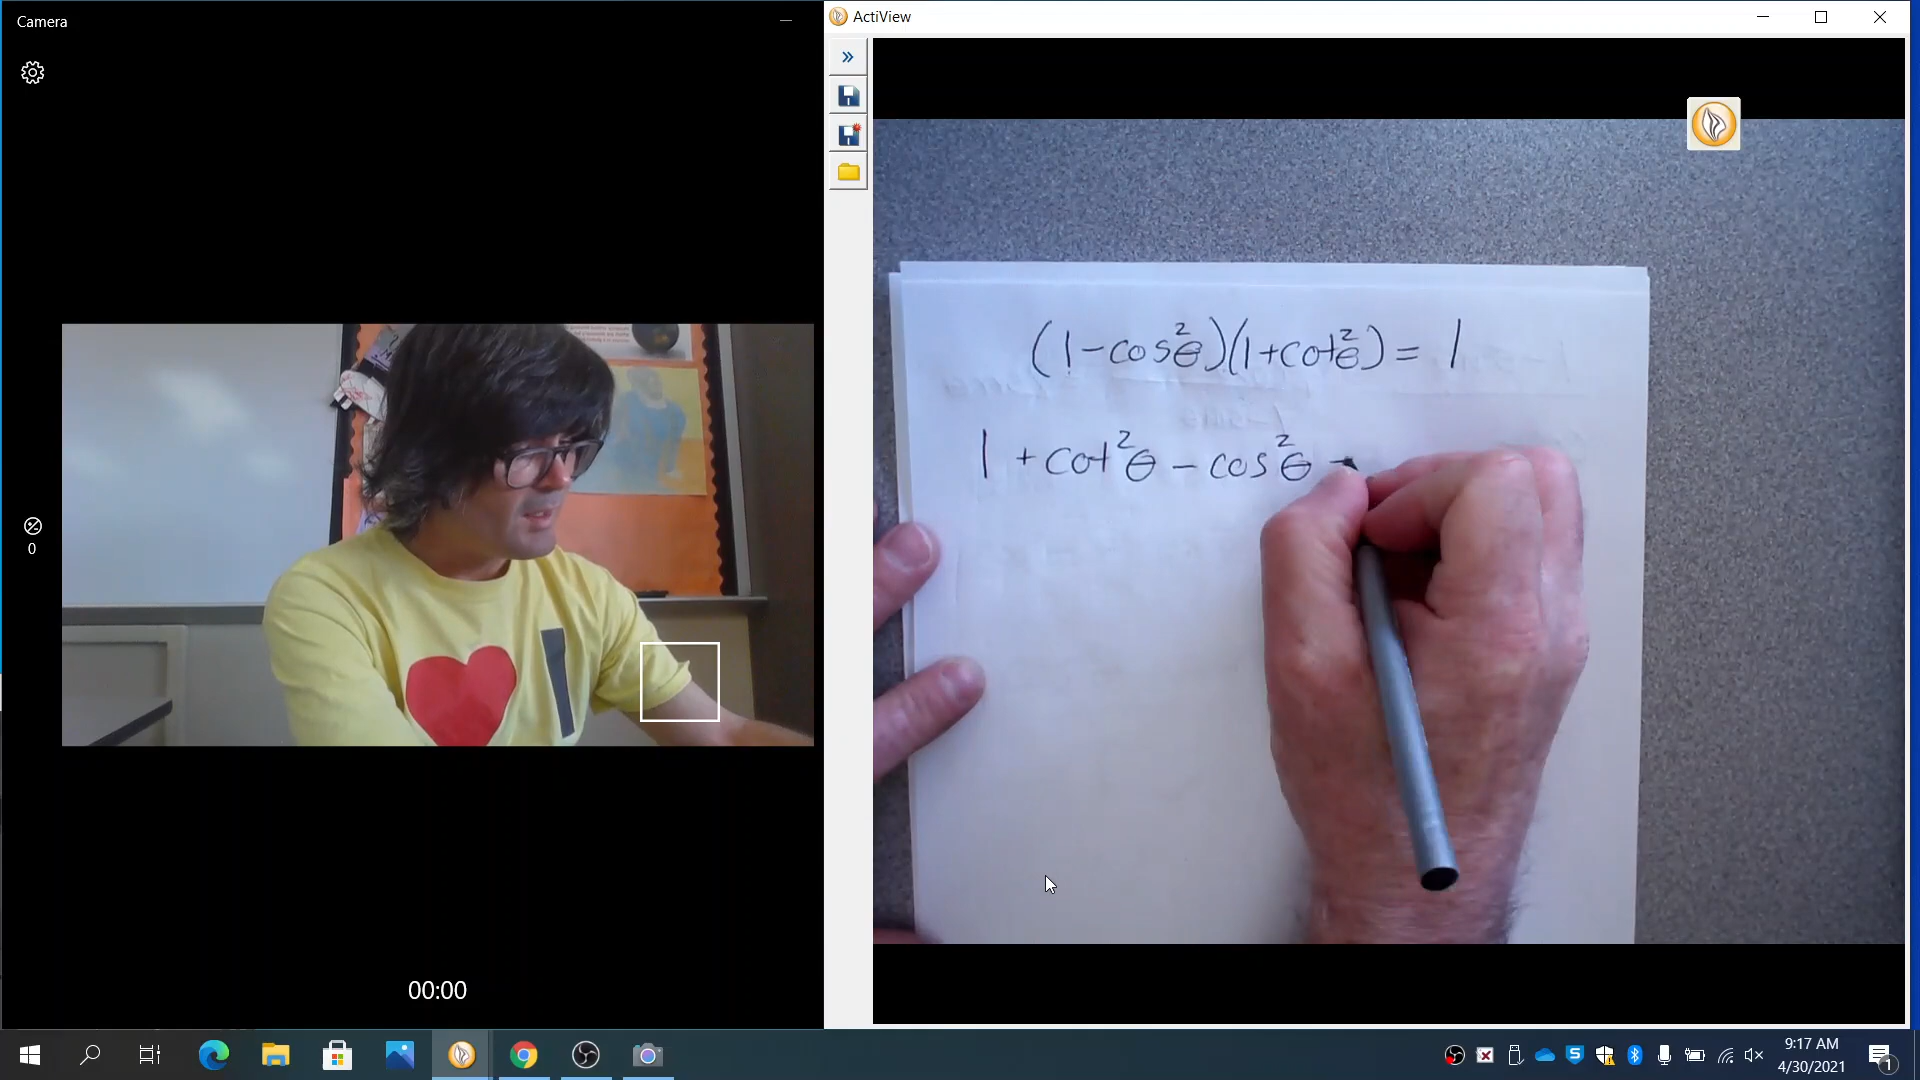 Camera
ActiView
(1-cos²θ)(1+cot²θ) = 1
1 + cot²θ - cos²θ -
0
00:00
9:17 AM
4/30/2021
1